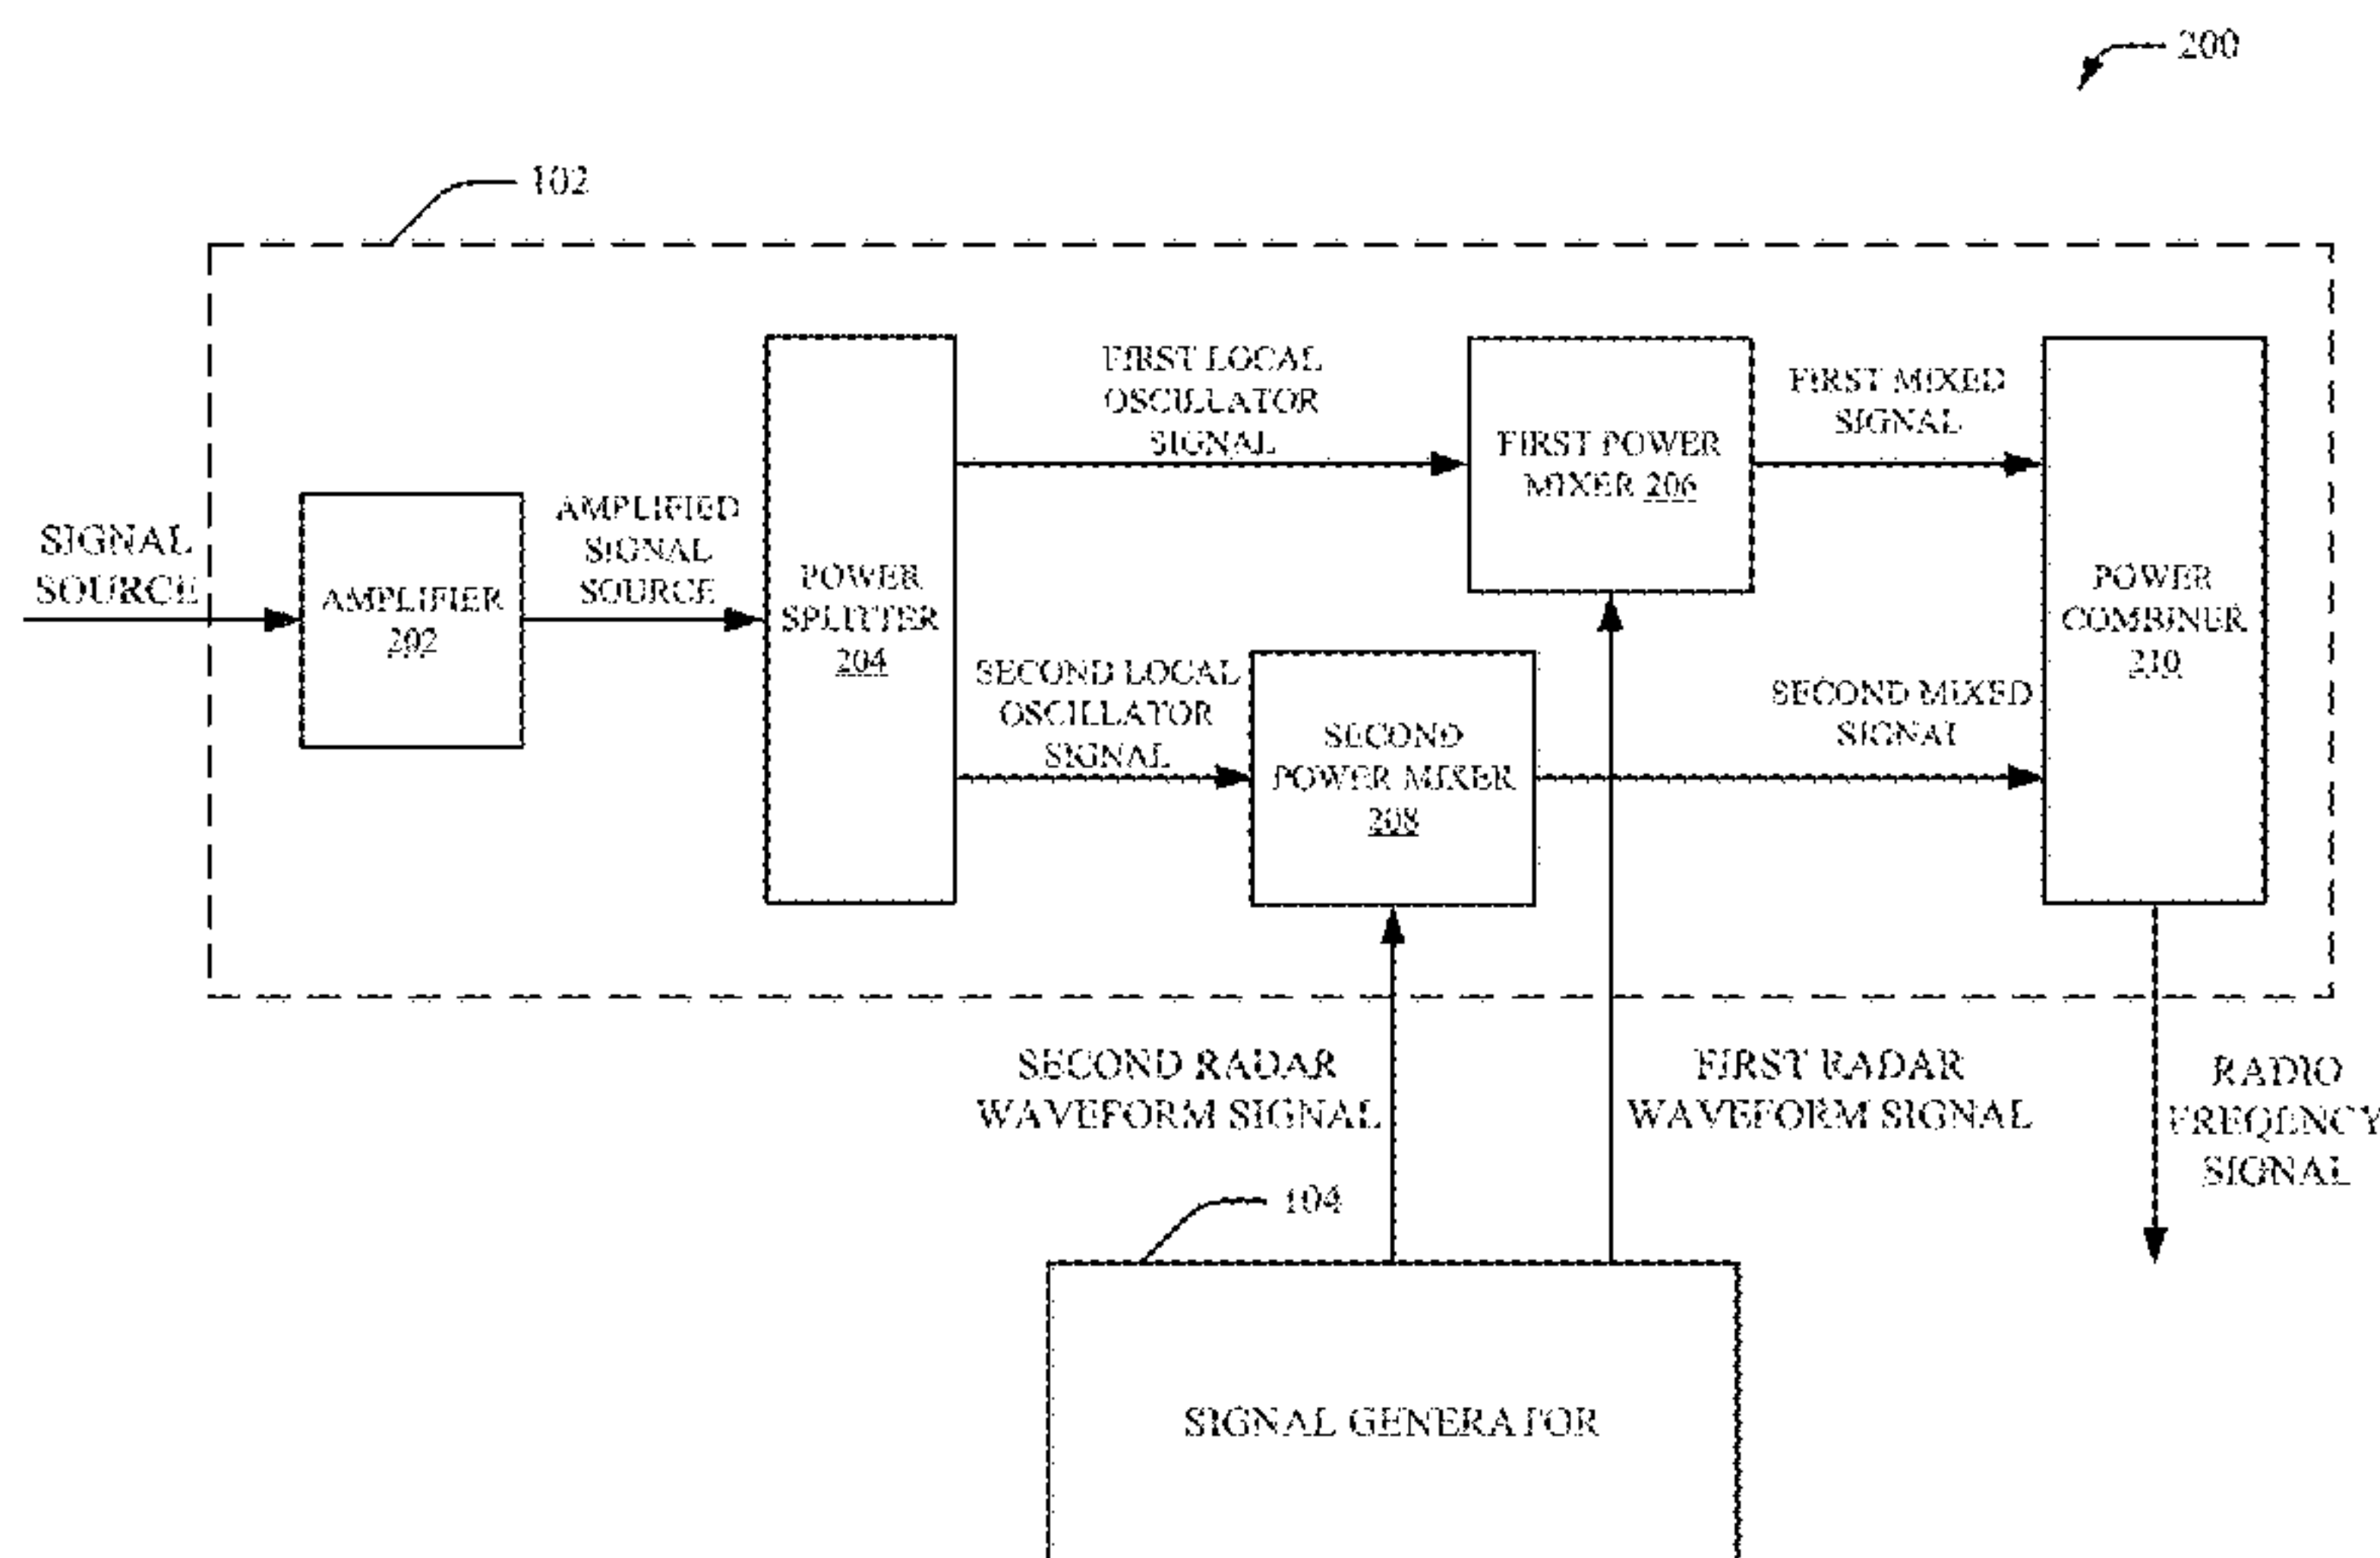 200
102
SIGNAL
SOURCE
AMPLIFIER
202
AMPLIFIED
SIGNAL
SOURCE
POWER
SPLITTER
204
FIRST LOCAL
OSCILLATOR
SIGNAL
SECOND LOCAL
OSCILLATOR
SIGNAL
FIRST POWER
MIXER 206
SECOND
POWER MIXER
208
FIRST MIXED
SIGNAL
SECOND MIXED
SIGNAL
POWER
COMBINER
210
SECOND RADAR
WAVEFORM SIGNAL
FIRST RADAR
WAVEFORM SIGNAL
RADIO
FREQENCY
SIGNAL
104
SIGNAL GENERATOR